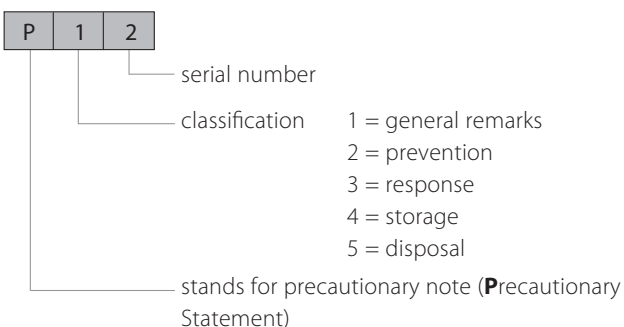 P 1 2
serial number
classification 1 = general remarks
2 = prevention
3 = response
4 = storage
5 = disposal
stands for precautionary note (Precautionary
Statement)